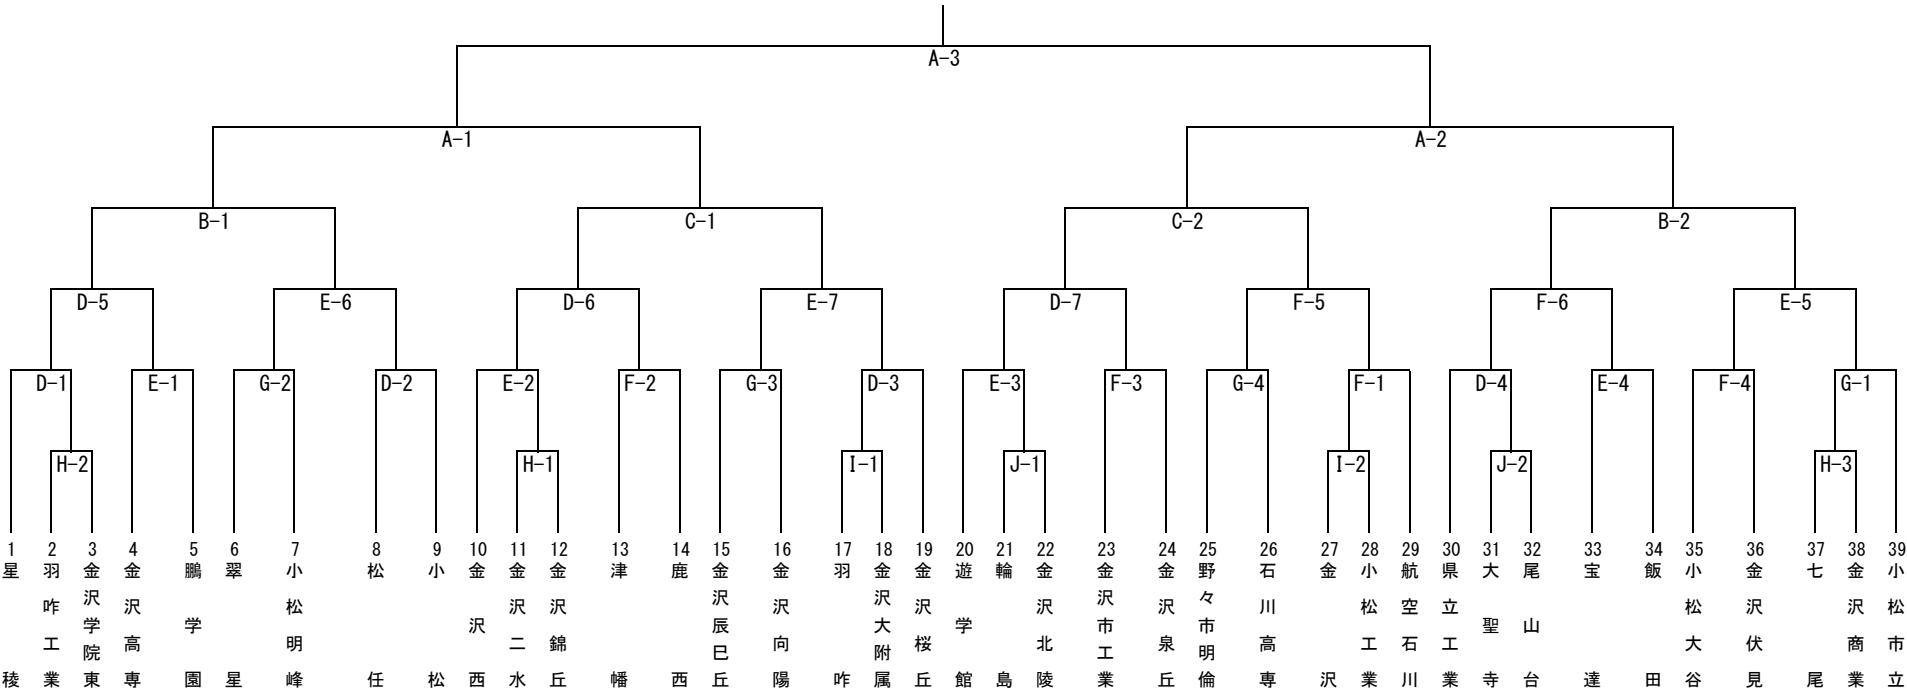 A-3
A-1 A-2
B-1 C-1 C-2 B-2
D-5 E-6 D-6 E-7 D-7 F-5 F-6 E-5
D-1 E-1 G-2 D-2 E-2 F-2 G-3 D-3 E-3 F-3 G-4 F-1 D-4 E-4 F-4 G-1
H-2 H-1 I-1 J-1 I-2 J-2 H-3
1 星稜
2 羽咋工業
3 金沢学院東
4 金沢高専
5 鵬学園
6 翠星
7 小松明峰
8 松任
9 小松
10 金沢西
11 金沢二水
12 金沢錦丘
13 津幡
14 鹿西
15 金沢辰巳丘
16 金沢向陽
17 羽咋
18 金沢大附属
19 金沢桜丘
20 遊学館
21 輪島
22 金沢北陵
23 金沢市工業
24 金沢泉丘
25 野々市明倫
26 石川高専
27 金沢
28 小松工業
29 航空石川
30 県立工業
31 大聖寺
32 尾山台
33 宝達
34 飯田
35 小松大谷
36 金沢伏見
37 七尾
38 金沢商業
39 小松市立